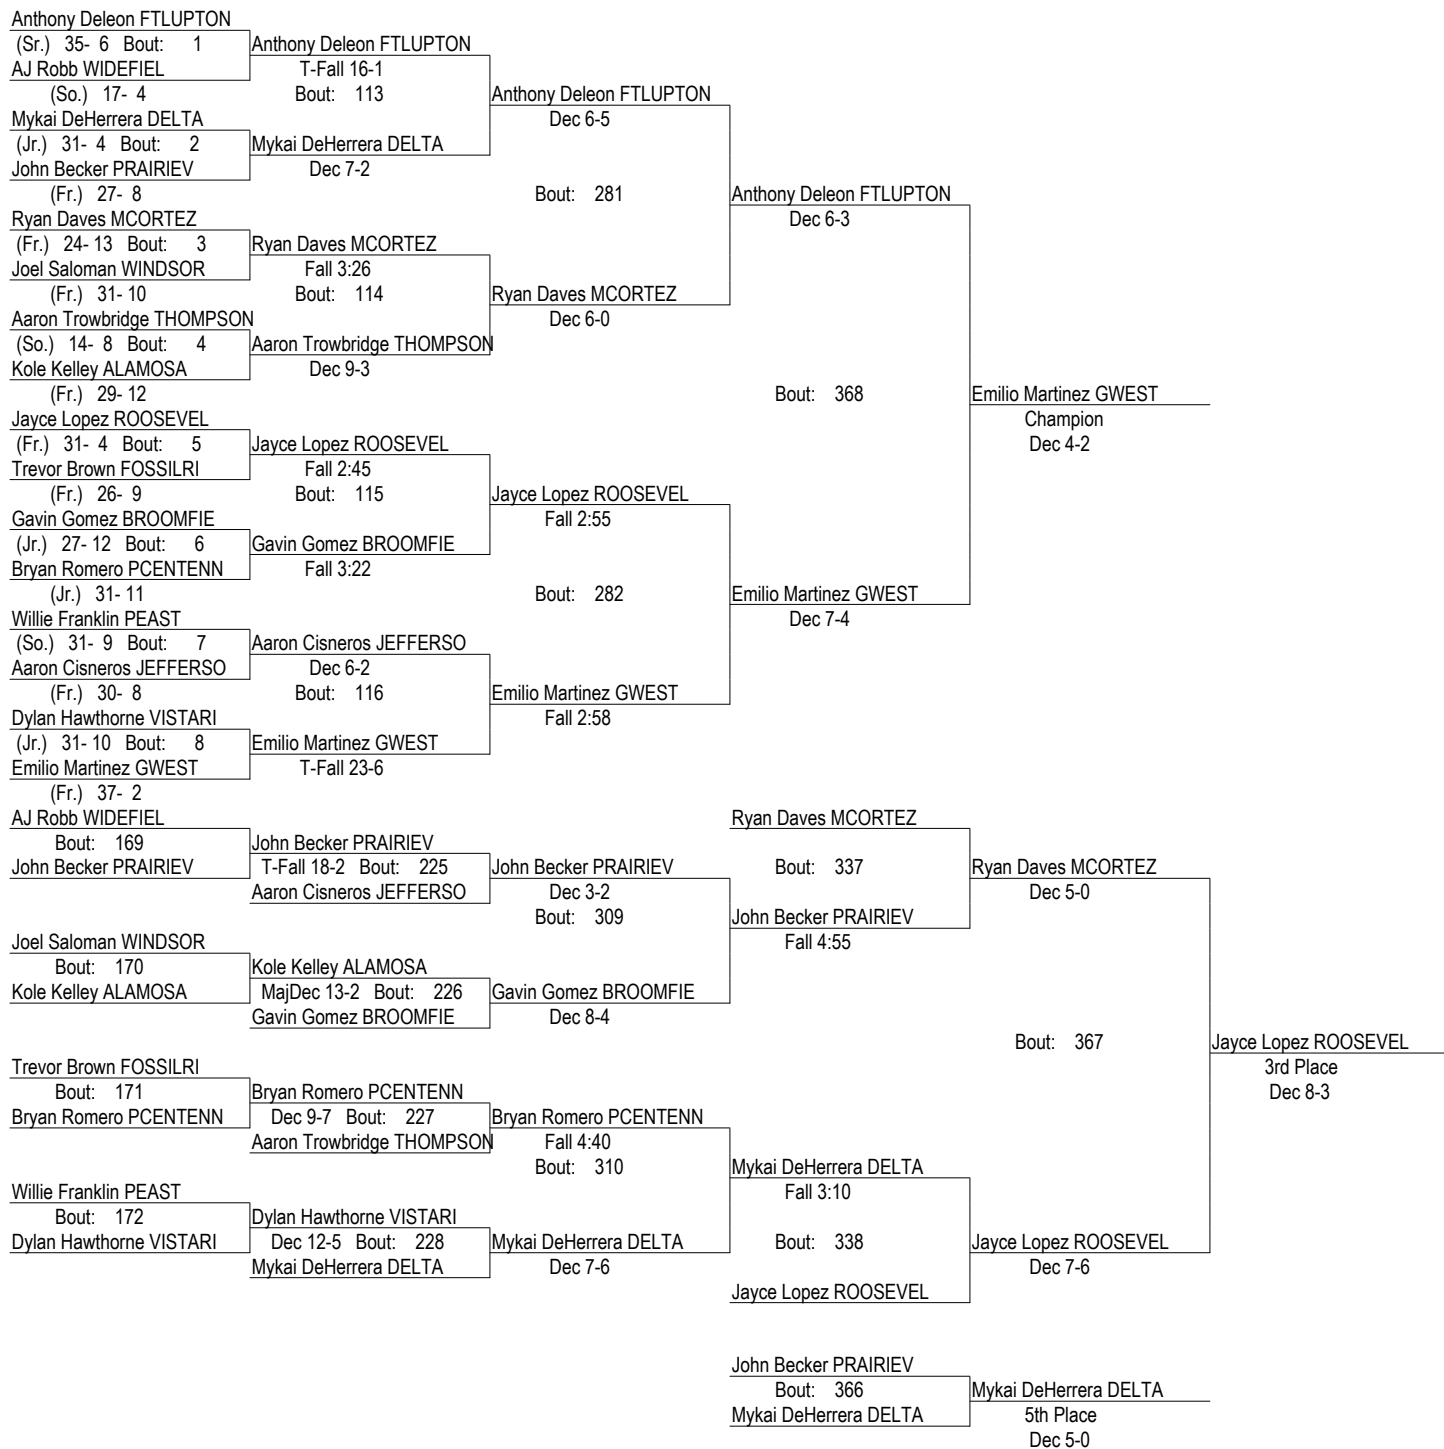 Anthony Deleon FTLUPTON
(Sr.) 35- 6 Bout: 1
Anthony Deleon FTLUPTON
AJ Robb WIDEFIEL
T-Fall 16-1
(So.) 17- 4
Bout: 113
Anthony Deleon FTLUPTON
Mykai DeHerrera DELTA
Dec 6-5
(Jr.) 31- 4 Bout: 2
Mykai DeHerrera DELTA
John Becker PRAIRIEV
Dec 7-2
(Fr.) 27- 8
Bout: 281
Anthony Deleon FTLUPTON
Ryan Daves MCORTEZ
Dec 6-3
(Fr.) 24- 13 Bout: 3
Ryan Daves MCORTEZ
Joel Saloman WINDSOR
Fall 3:26
(Fr.) 31- 10
Bout: 114
Ryan Daves MCORTEZ
Aaron Trowbridge THOMPSON
Dec 6-0
(So.) 14- 8 Bout: 4
Aaron Trowbridge THOMPSON
Kole Kelley ALAMOSA
Dec 9-3
(Fr.) 29- 12
Bout: 368
Emilio Martinez GWEST
Jayce Lopez ROOSEVEL
Champion
(Fr.) 31- 4 Bout: 5
Jayce Lopez ROOSEVEL
Dec 4-2
Trevor Brown FOSSILRI
Fall 2:45
(Fr.) 26- 9
Bout: 115
Jayce Lopez ROOSEVEL
Gavin Gomez BROOMFIE
Fall 2:55
(Jr.) 27- 12 Bout: 6
Gavin Gomez BROOMFIE
Bryan Romero PCENTENN
Fall 3:22
(Jr.) 31- 11
Bout: 282
Emilio Martinez GWEST
Willie Franklin PEAST
Dec 7-4
(So.) 31- 9 Bout: 7
Aaron Cisneros JEFFERSO
Aaron Cisneros JEFFERSO
Dec 6-2
(Fr.) 30- 8
Bout: 116
Emilio Martinez GWEST
Dylan Hawthorne VISTARI
Fall 2:58
(Jr.) 31- 10 Bout: 8
Emilio Martinez GWEST
Emilio Martinez GWEST
T-Fall 23-6
(Fr.) 37- 2
AJ Robb WIDEFIEL
Ryan Daves MCORTEZ
Bout: 169
John Becker PRAIRIEV
John Becker PRAIRIEV
T-Fall 18-2 Bout: 225
John Becker PRAIRIEV
Bout: 337
Ryan Daves MCORTEZ
Aaron Cisneros JEFFERSO
Dec 3-2
Dec 5-0
Bout: 309
John Becker PRAIRIEV
Joel Saloman WINDSOR
Fall 4:55
Bout: 170
Kole Kelley ALAMOSA
Kole Kelley ALAMOSA
MajDec 13-2 Bout: 226
Gavin Gomez BROOMFIE
Gavin Gomez BROOMFIE
Dec 8-4
Bout: 367
Jayce Lopez ROOSEVEL
Trevor Brown FOSSILRI
3rd Place
Bout: 171
Bryan Romero PCENTENN
Dec 8-3
Bryan Romero PCENTENN
Dec 9-7 Bout: 227
Bryan Romero PCENTENN
Aaron Trowbridge THOMPSON
Fall 4:40
Bout: 310
Mykai DeHerrera DELTA
Willie Franklin PEAST
Fall 3:10
Bout: 172
Dylan Hawthorne VISTARI
Dylan Hawthorne VISTARI
Dec 12-5 Bout: 228
Mykai DeHerrera DELTA
Bout: 338
Jayce Lopez ROOSEVEL
Mykai DeHerrera DELTA
Dec 7-6
Dec 7-6
Jayce Lopez ROOSEVEL
John Becker PRAIRIEV
Bout: 366
Mykai DeHerrera DELTA
Mykai DeHerrera DELTA
5th Place
Dec 5-0